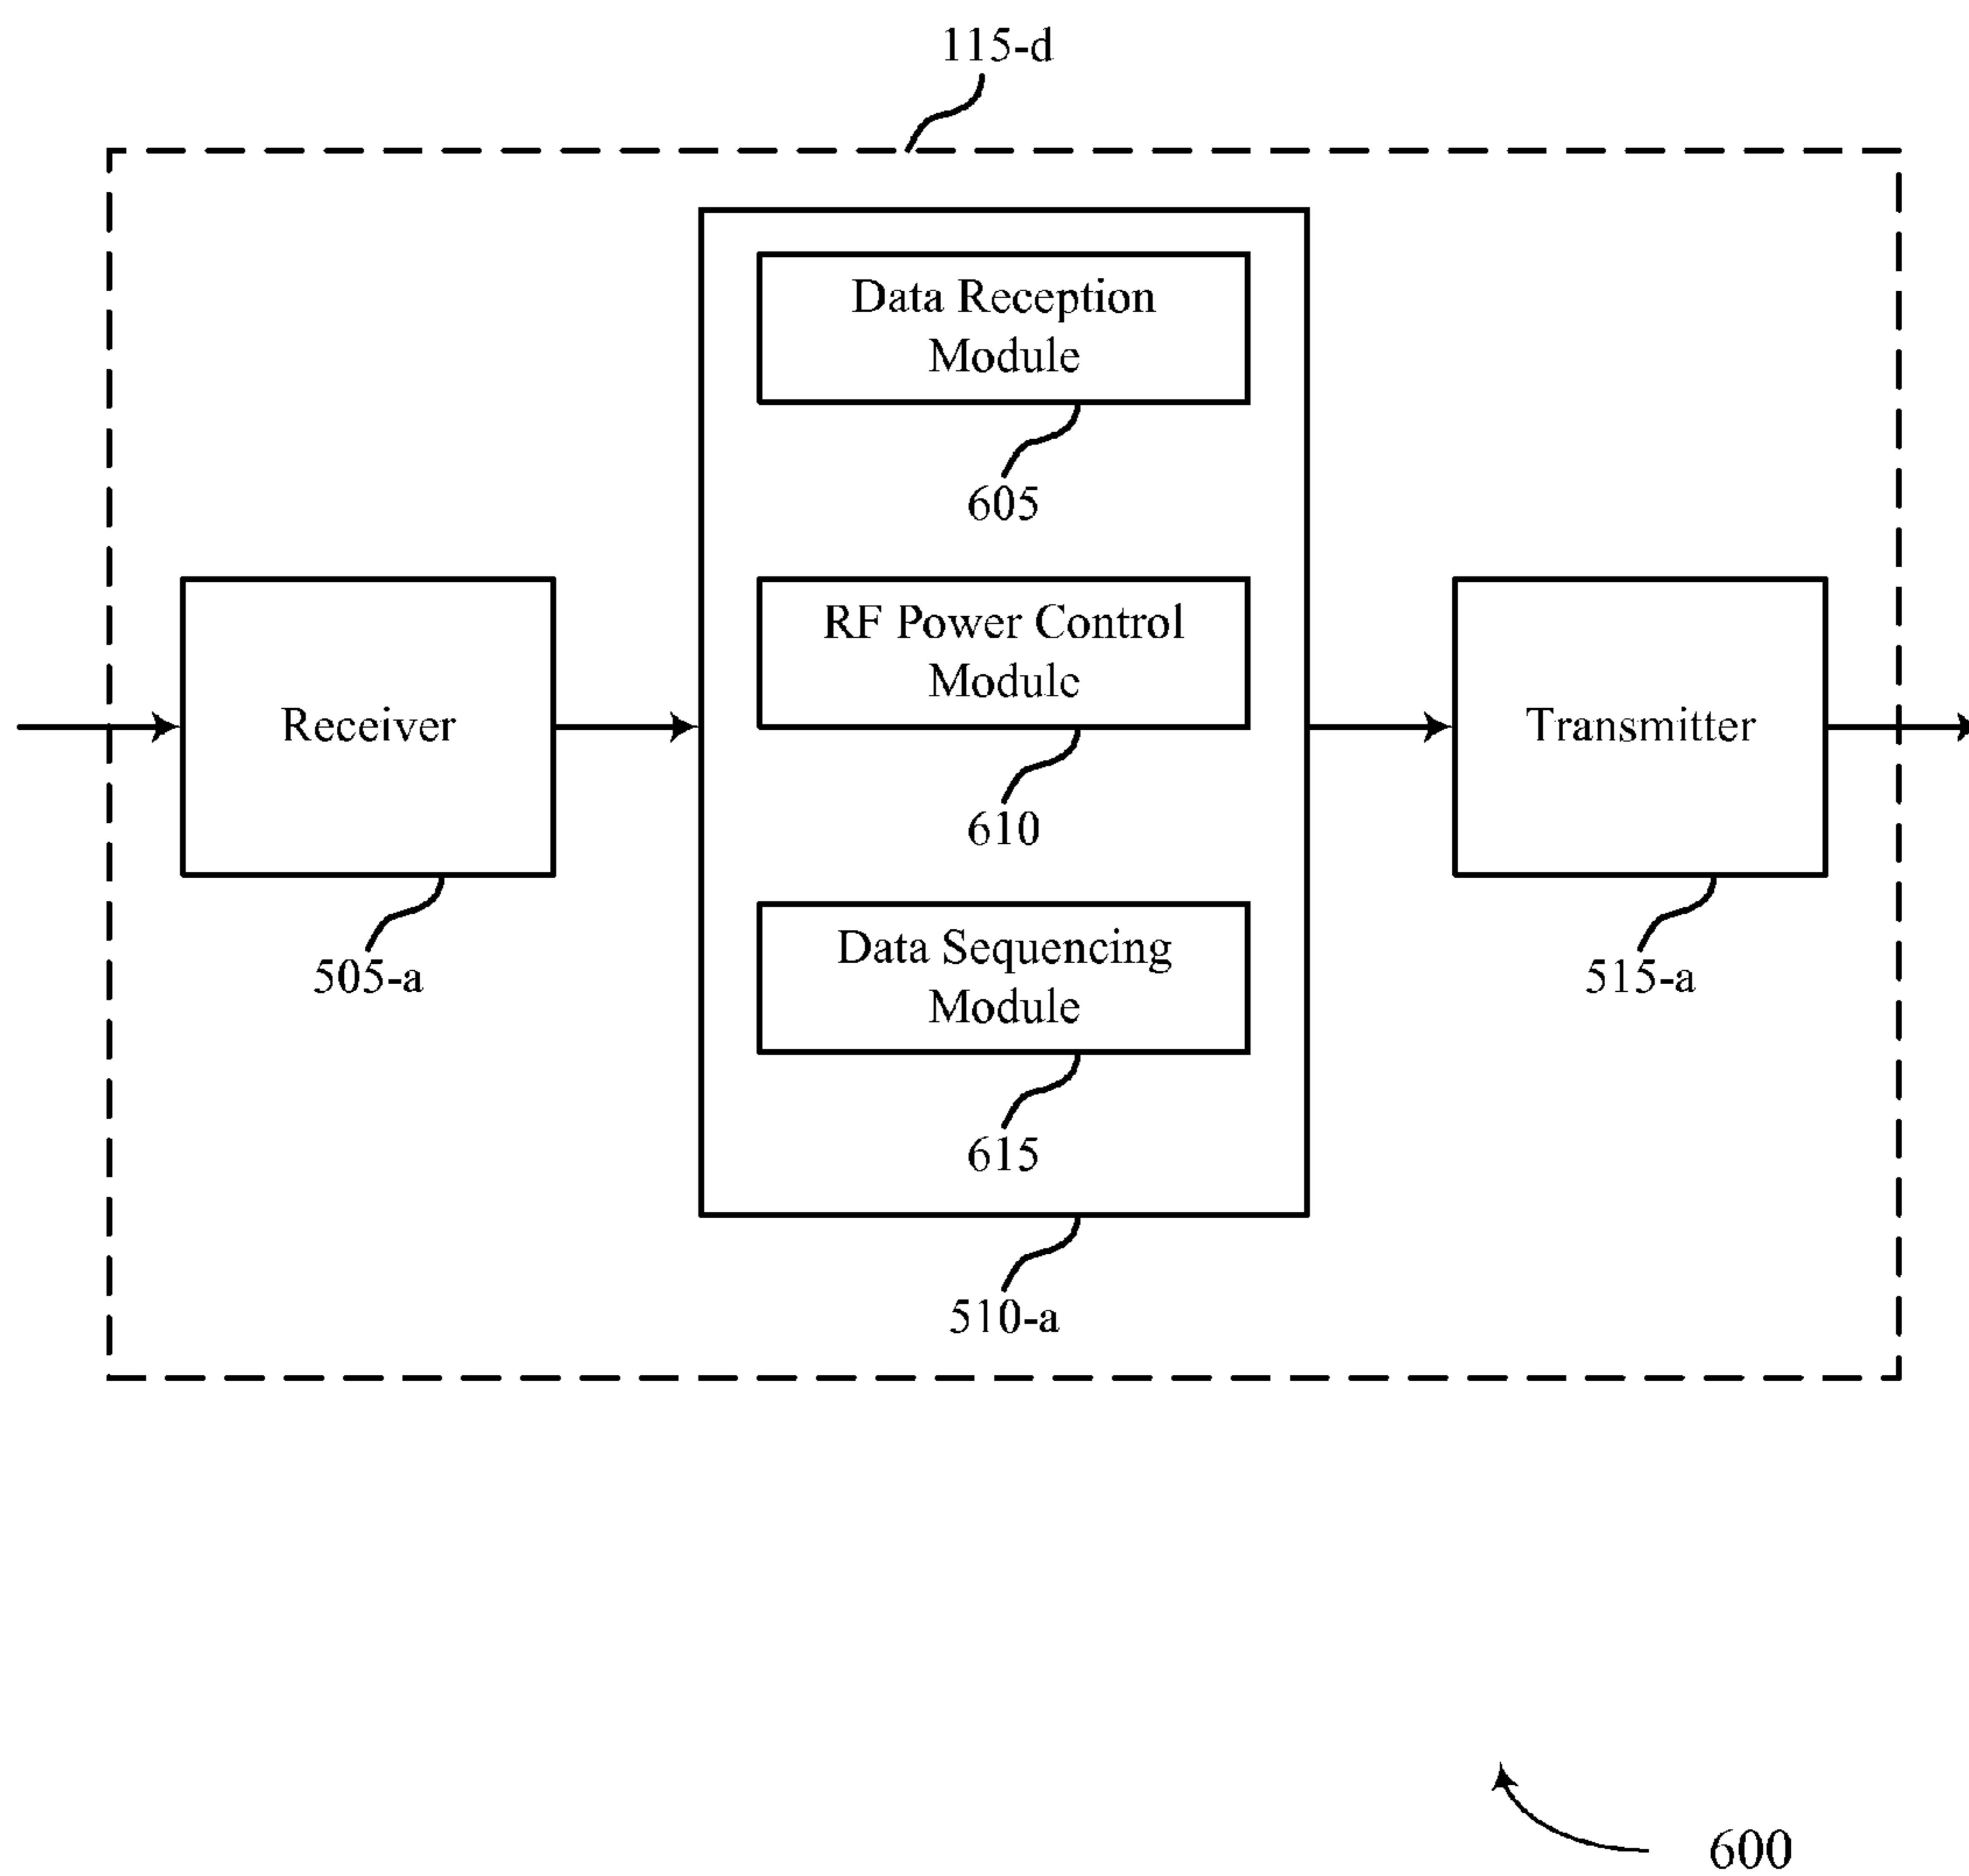 115-d
Data Reception
Module
605
RF Power Control
Module
610
Receiver
Transmitter
Data Sequencing
Module
505-a
515-a
615
510-a
600